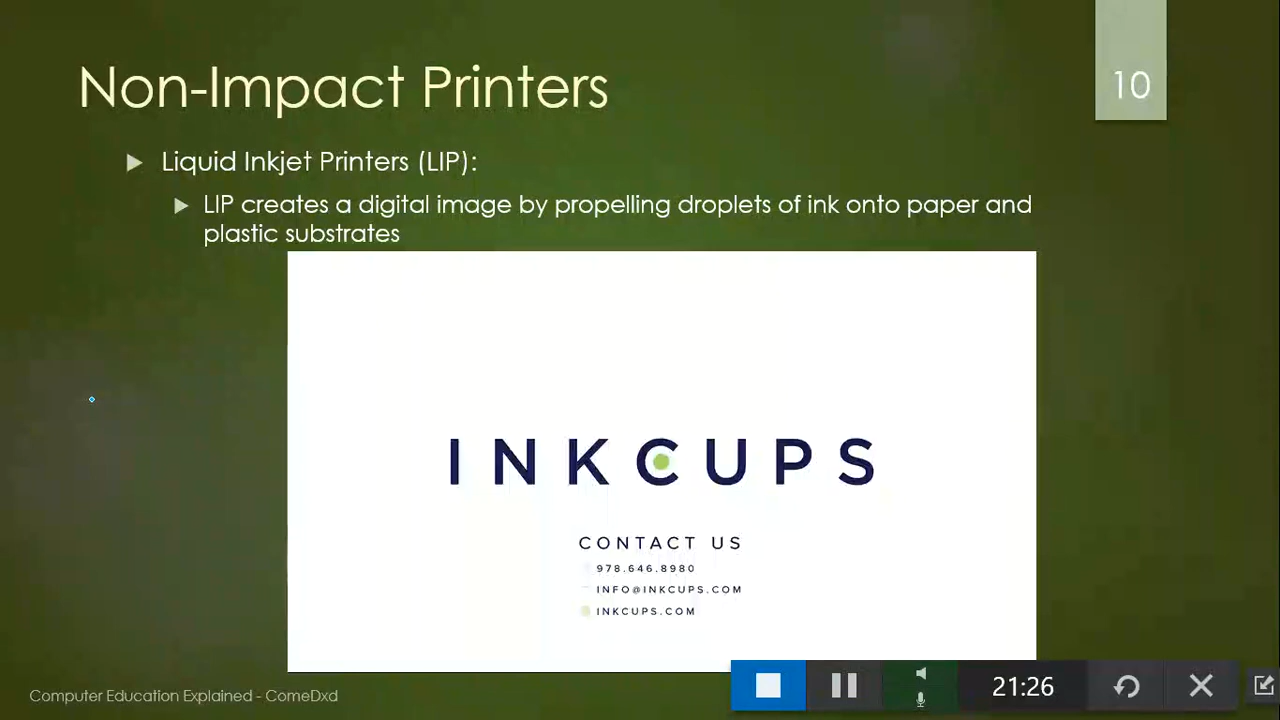 Non-Impact Printers
10
Liquid Inkjet Printers (LIP):
LIP creates a digital image by propelling droplets of ink onto paper and
plastic substrates
INKCUPS
CONTACT US
978.646.8980
INFO@INKCUPS.COM
INKCUPS.COM
Computer Education Explained - ComeDxd
21:26